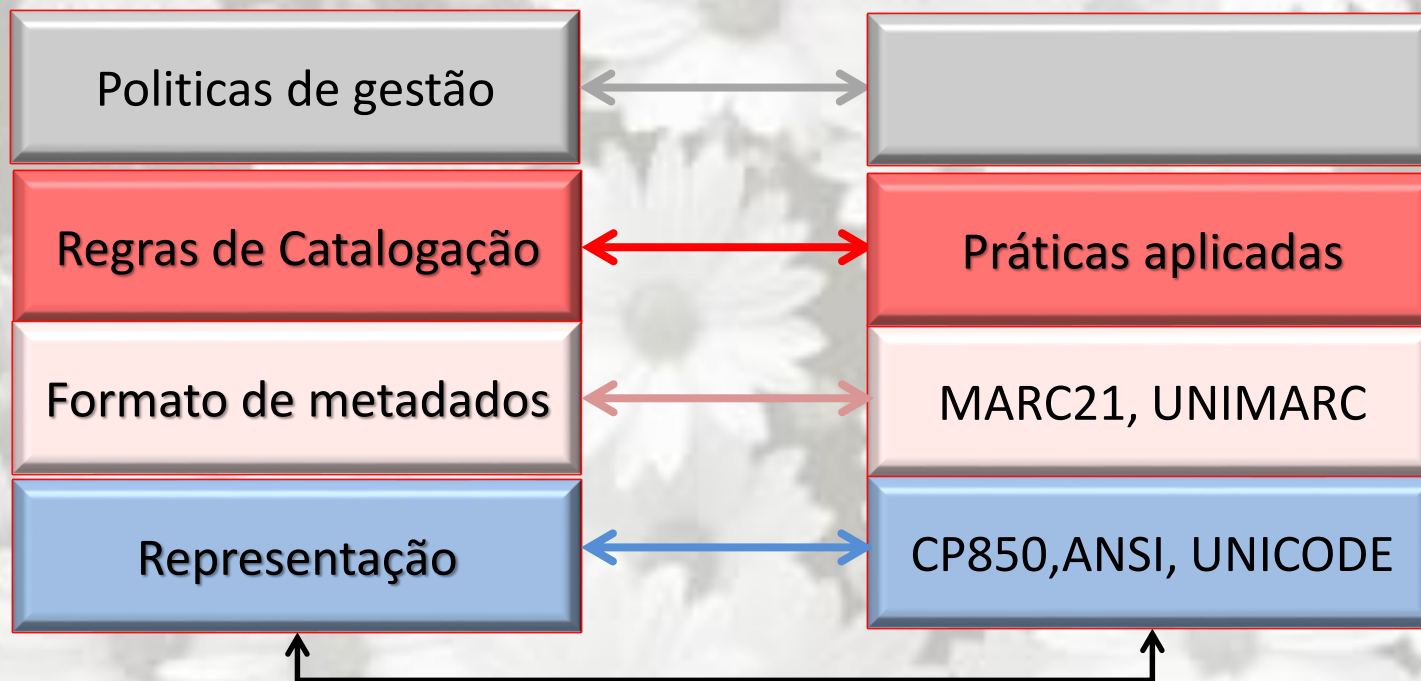 Politicas de gestão
Regras de Catalogação
Práticas aplicadas
Formato de metadados
MARC21, UNIMARC
Representação
CP850,ANSI, UNICODE